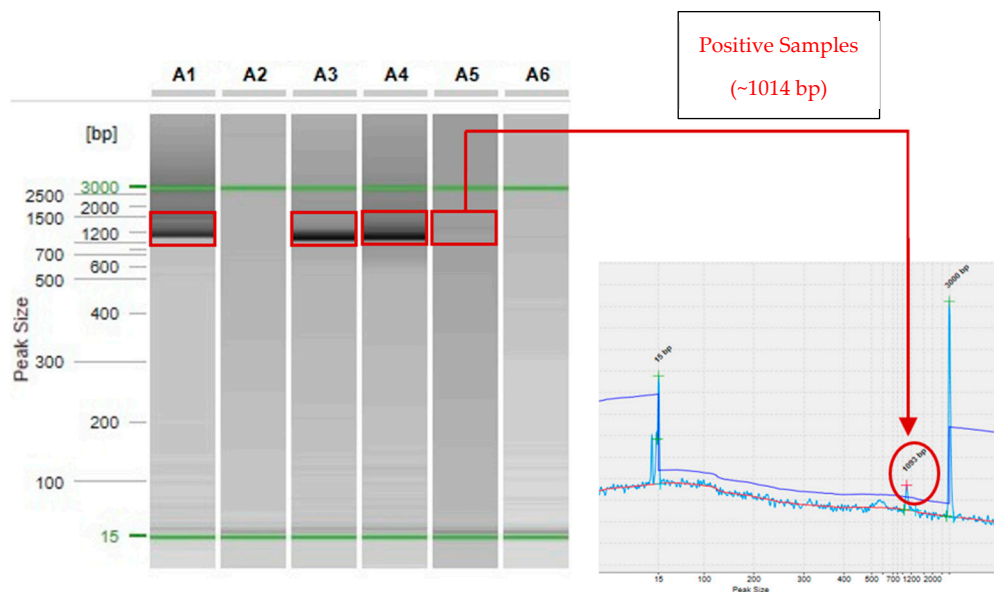 Positive Samples
(~1014 bp)
A1 A2 A3 A4 A5 A6
[bp]
3000
2500
2000
1500
1200
700
600
500
400
300
200
100
15
Peak Size
15 bp
1093 bp
3000 bp
15 100 200 300 400 500 700 1200 2000
Peak Size